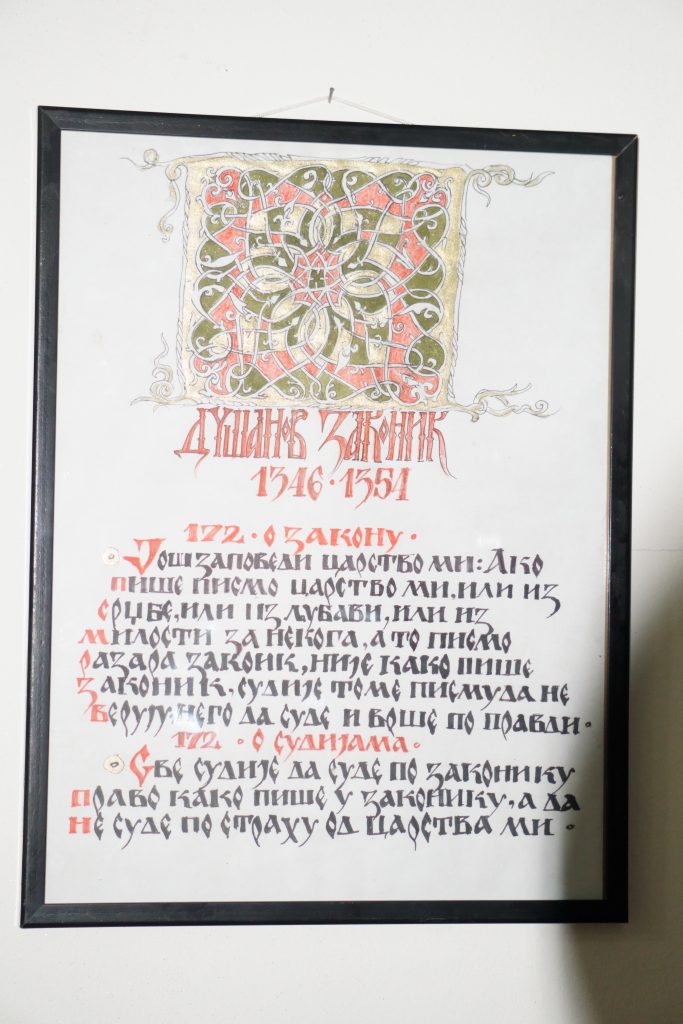 ДУШАНОВ ЗАКОНИК
1346 · 1354
172 · О ЗАКОНУ ·
ЈОШ ЗАПОВЕДИ ЦАРСТВО МИ: АКО
ПИШЕ ПИСМО ЦАРСТВО МИ, ИЛИ ИЗ
СРЏБЕ, ИЛИ ИЗ ЉУБАВИ, ИЛИ ИЗ
МИЛОСТИ ЗА НЕКОГА, А ТО ПИСМО
РАЗАРА ЗАКОИК, НИЈЕ КАКО ПИШЕ
ЗАКОНИК, СУДИЈЕ ТОМЕ ПИСМУ ДА НЕ
ВЕРУЈУ, НЕГО ДА СУДЕ И ВРШЕ ПО ПРАВДИ ·
172 · О СУДИЈАМА ·
СВЕ СУДИЈЕ ДА СУДЕ ПО ЗАКОНИКУ
ПРАВО КАКО ПИШЕ У ЗАКОНИКУ, А ДА
НЕ СУДЕ ПО СТРАХУ ОД ЦАРСТВА МИ ·